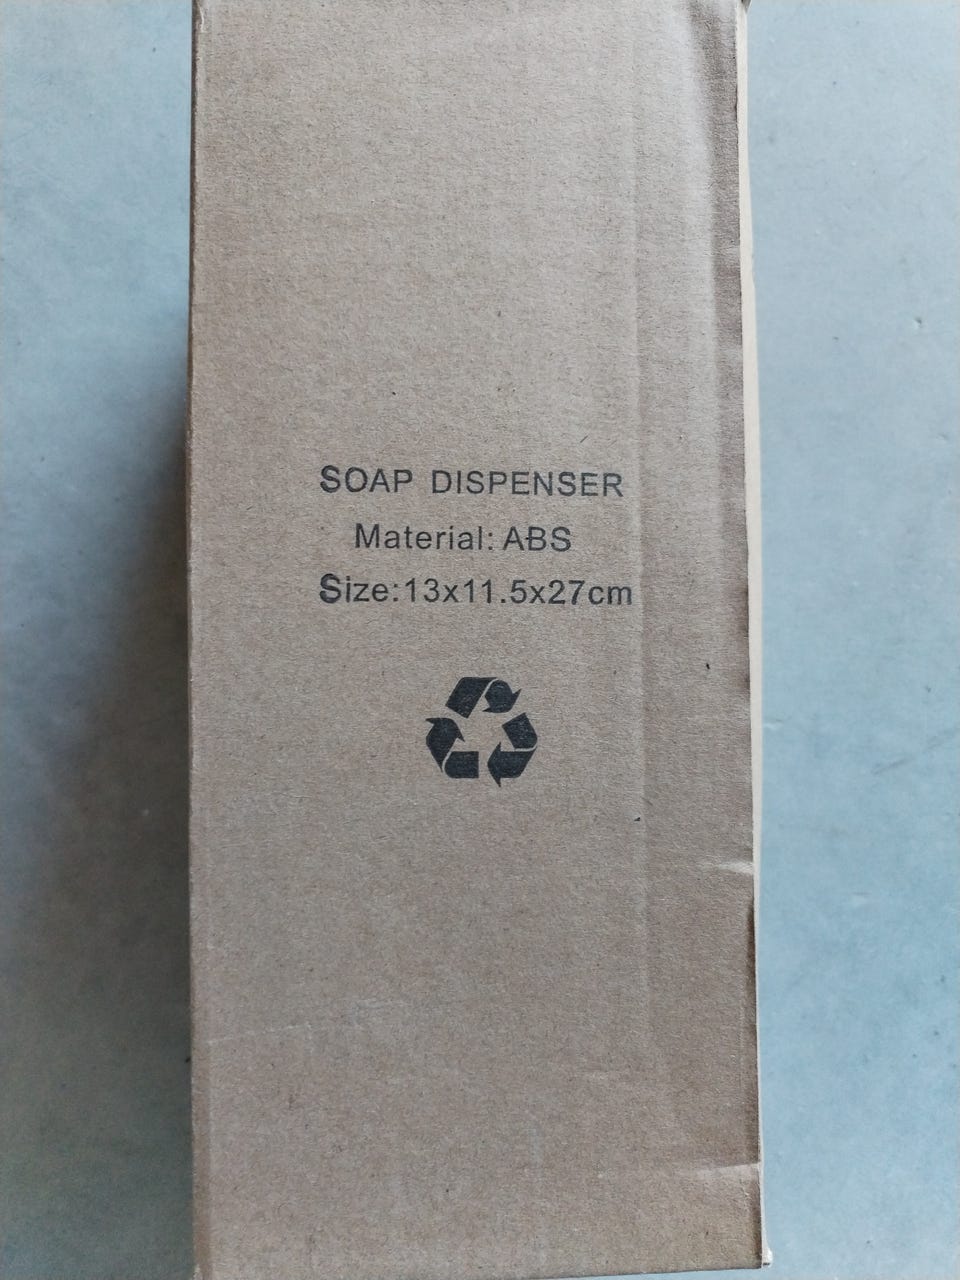 SOAP DISPENSER
Material: ABS
Size:13x11.5x27cm